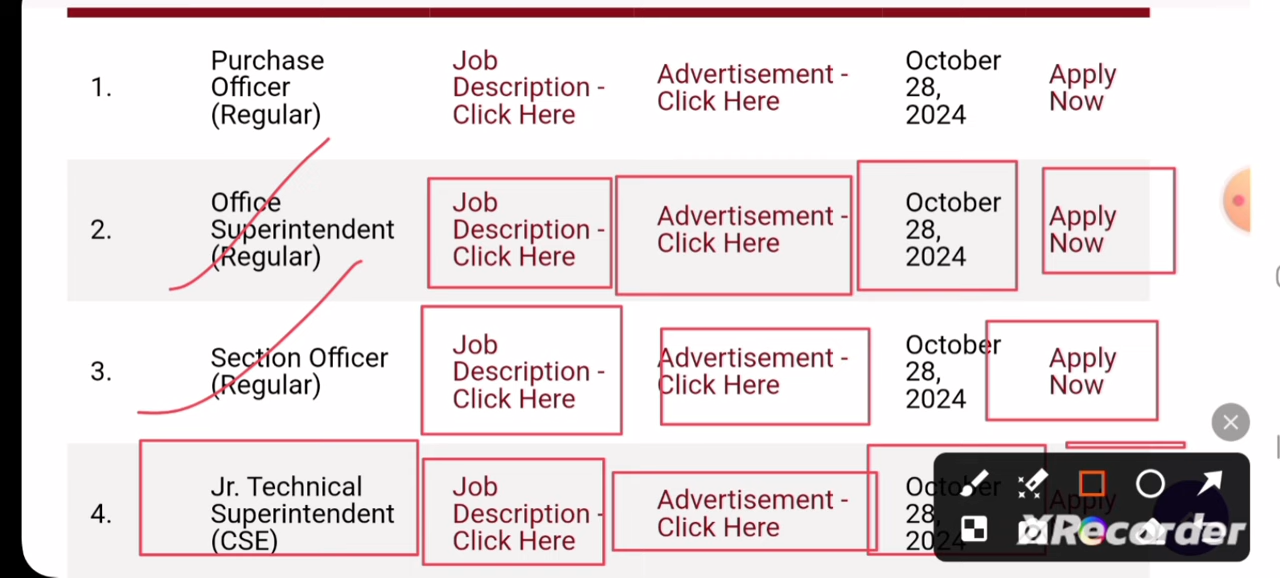 1.
Purchase
Officer
(Regular)
Job
Description -
Click Here
Advertisement -
Click Here
October
28,
2024
Apply
Now
2.
Office
Superintendent
(Regular)
Job
Description -
Click Here
Advertisement -
Click Here
October
28,
2024
Apply
Now
3.
Section Officer
(Regular)
Job
Description -
Click Here
Advertisement -
Click Here
October
28,
2024
Apply
Now
4.
Jr. Technical
Superintendent
(CSE)
Job
Description -
Click Here
Advertisement -
Click Here
October
28,
2024
Apply
XRecorder